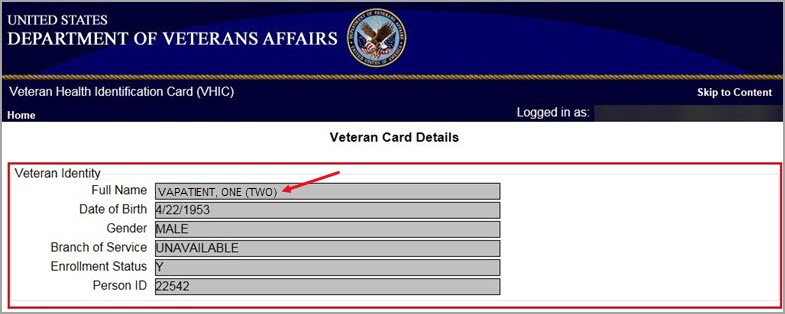 UNITED STATES
DEPARTMENT OF VETERANS AFFAIRS
Veteran Health Identification Card (VHIC)
Skip to Content
Home
Logged in as:
Veteran Card Details
Veteran Identity
Full Name VAPATIENT, ONE (TWO)
Date of Birth 4/22/1953
Gender MALE
Branch of Service UNAVAILABLE
Enrollment Status Y
Person ID 22542